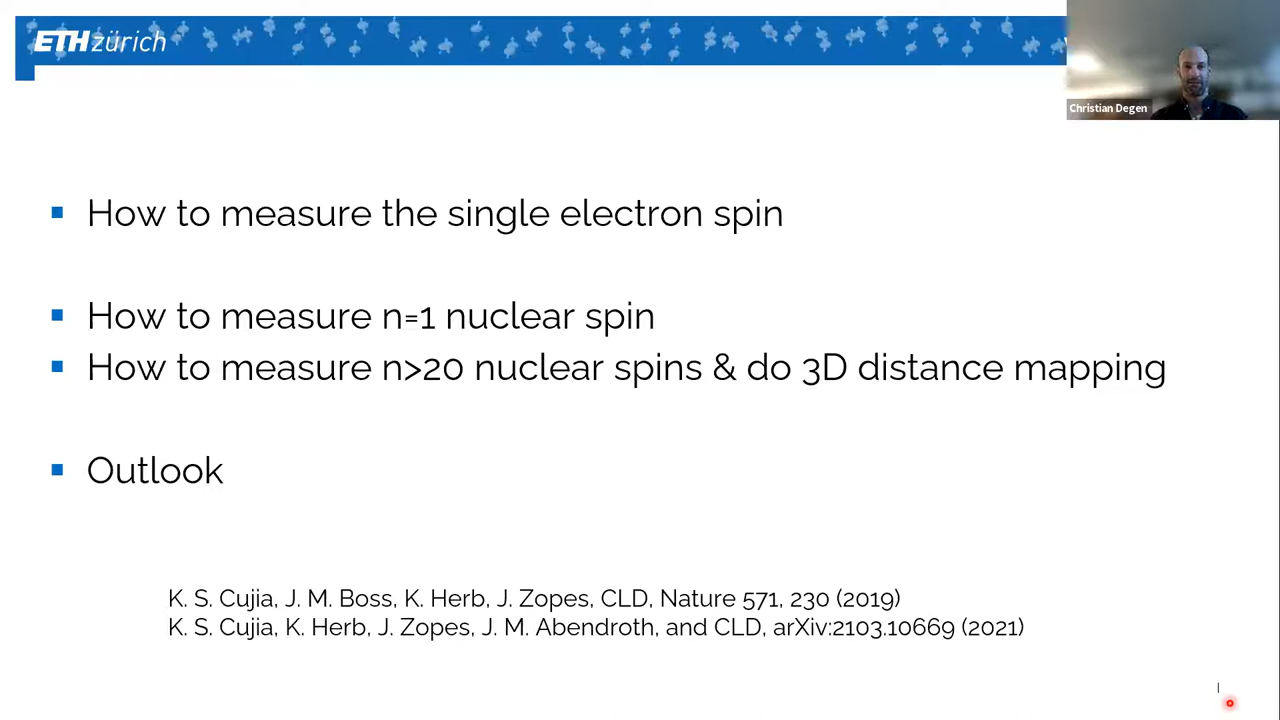 ETH zürich
Christian Degen
How to measure the single electron spin
How to measure n=1 nuclear spin
How to measure n>20 nuclear spins & do 3D distance mapping
Outlook
K. S. Cujia, J. M. Boss, K. Herb, J. Zopes, CLD, Nature 571, 230 (2019)
K. S. Cujia, K. Herb, J. Zopes, J. M. Abendroth, and CLD, arXiv:2103.10669 (2021)